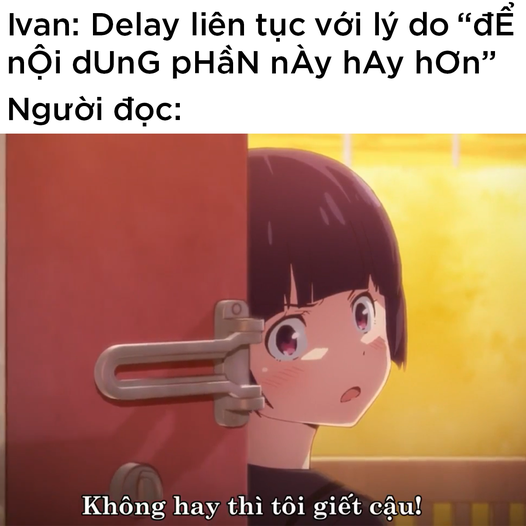 Ivan: Delay liên tục với lý do “đỂ
nỘi dUnG pHầN nÀy hAy hƠn”
Người đọc:
Không hay thì tôi giết cậu!